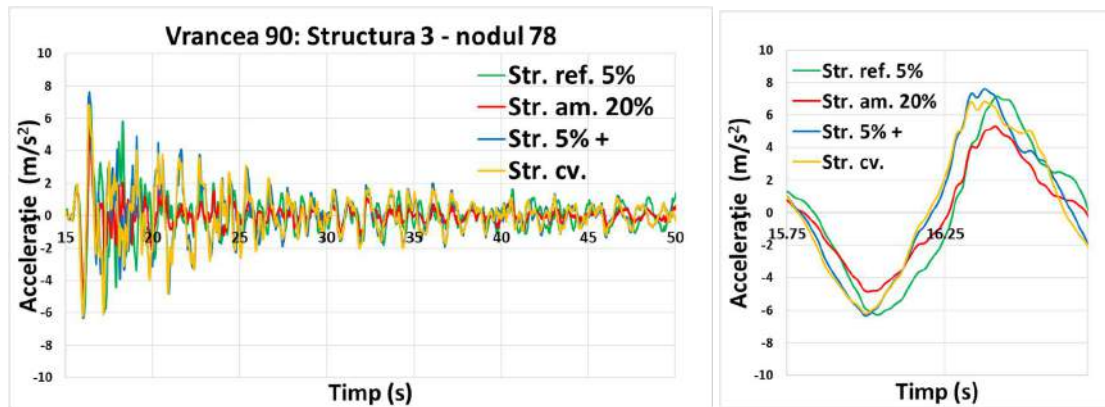 Vrancea 90: Structura 3 - nodul 78
Accelerație (m/s²)
10
8
6
4
2
0
-2
-4
-6
-8
-10
15 20 25 30 35 40 45 50
Timp (s)
Str. ref. 5%
Str. am. 20%
Str. 5% +
Str. cv.
Accelerație (m/s²)
10
8
6
4
2
0
-2
-4
-6
-8
-10
15.75 16.25
Timp (s)
Str. ref. 5%
Str. am. 20%
Str. 5% +
Str. cv.